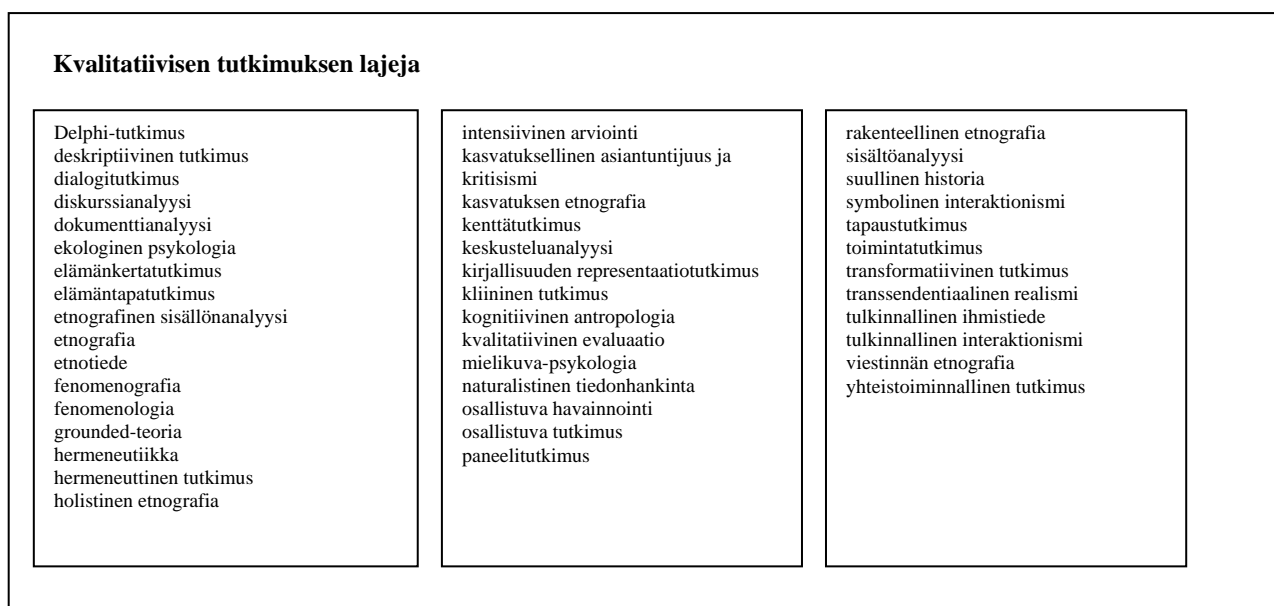 Kvalitatiivisen tutkimuksen lajeja
Delphi-tutkimus
deskriptiivinen tutkimus
dialogitutkimus
diskurssianalyysi
dokumenttianalyysi
ekologinen psykologia
elämänkertatutkimus
elämäntapatutkimus
etnografinen sisällönanalyysi
etnografia
etnotiede
fenomenografia
fenomenologia
grounded-teoria
hermeneutiikka
hermeneuttinen tutkimus
holistinen etnografia
intensiivinen arviointi
kasvatuksellinen asiantuntijuus ja
kritisismi
kasvatuksen etnografia
kenttätutkimus
keskusteluanalyysi
kirjallisuuden representaatiotutkimus
kliininen tutkimus
kognitiivinen antropologia
kvalitatiivinen evaluaatio
mielikuva-psykologia
naturalistinen tiedonhankinta
osallistuva havainnointi
osallistuva tutkimus
paneelitutkimus
rakenteellinen etnografia
sisältöanalyysi
suullinen historia
symbolinen interaktionismi
tapaustutkimus
toimintatutkimus
transformatiivinen tutkimus
transsendentiaalinen realismi
tulkinnallinen ihmistiede
tulkinnallinen interaktionismi
viestinnän etnografia
yhteistoiminnallinen tutkimus